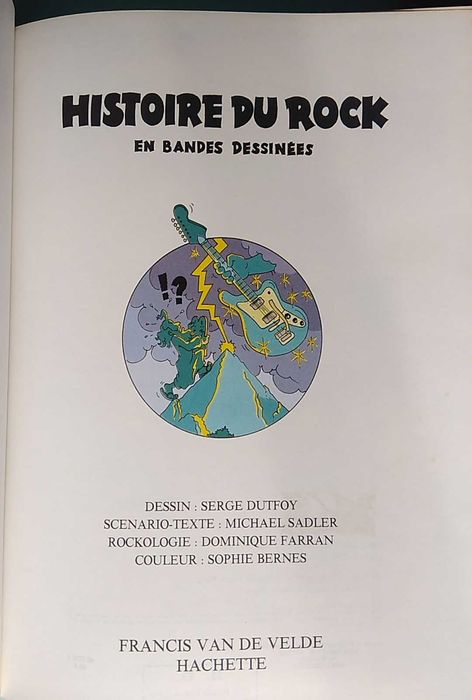 HISTOIRE DU ROCK
EN BANDES DESSINÉES
!?
DESSIN : SERGE DUTFOY
SCENARIO-TEXTE : MICHAEL SADLER
ROCKOLOGIE : DOMINIQUE FARRAN
COULEUR : SOPHIE BERNES
FRANCIS VAN DE VELDE
HACHETTE